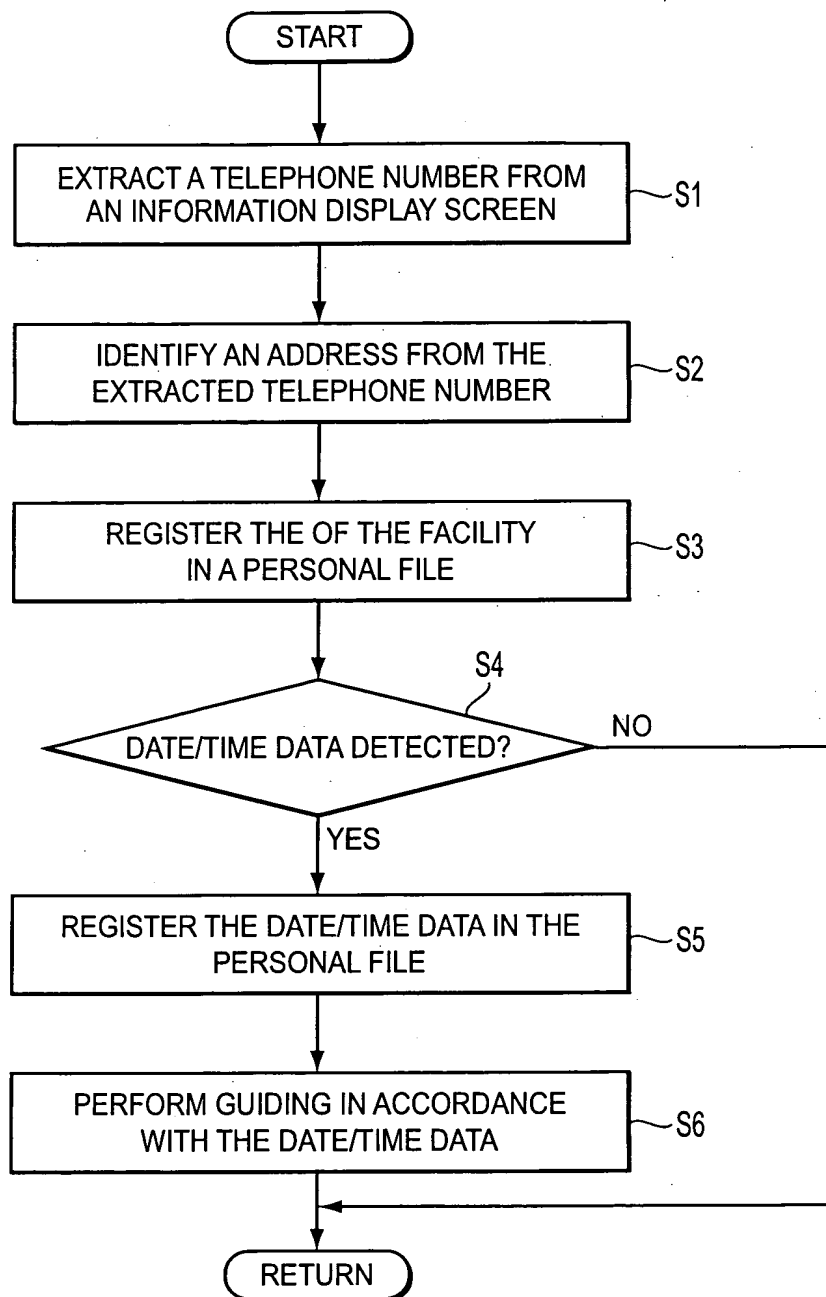 START
EXTRACT A TELEPHONE NUMBER FROM
AN INFORMATION DISPLAY SCREEN
S1
IDENTIFY AN ADDRESS FROM THE
EXTRACTED TELEPHONE NUMBER
S2
REGISTER THE OF THE FACILITY
IN A PERSONAL FILE
S3
S4
DATE/TIME DATA DETECTED?
NO
YES
REGISTER THE DATE/TIME DATA IN THE
PERSONAL FILE
S5
PERFORM GUIDING IN ACCORDANCE
WITH THE DATE/TIME DATA
S6
RETURN